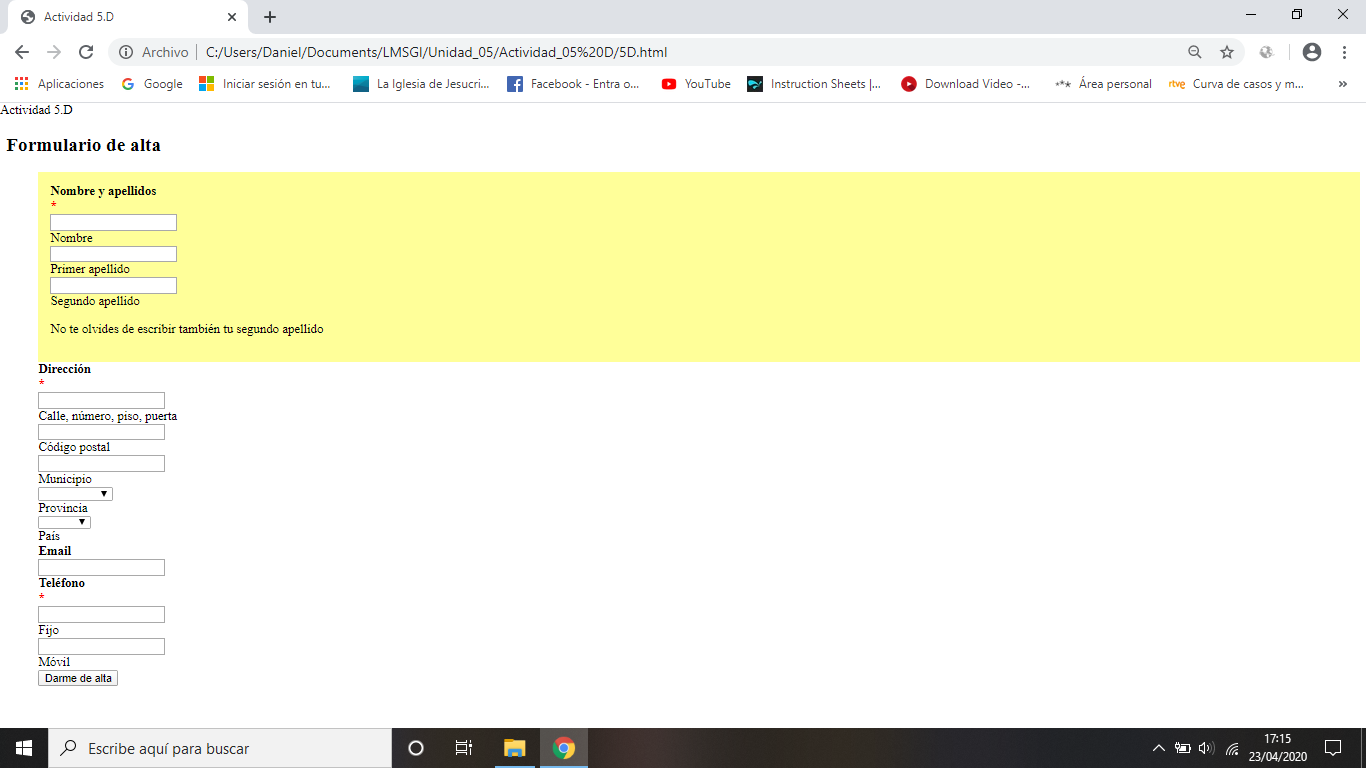 Actividad 5.D
Archivo C:/Users/Daniel/Documents/LMSGI/Unidad_05/Actividad_05%20D/5D.html
Aplicaciones Google Iniciar sesión en tu... La Iglesia de Jesucri... Facebook - Entra o... YouTube Instruction Sheets |... Download Video -... Área personal rtve Curva de casos y m... »
Actividad 5.D
Formulario de alta
Nombre y apellidos
*
Nombre
Primer apellido
Segundo apellido
No te olvides de escribir también tu segundo apellido
Dirección
*
Calle, número, piso, puerta
Código postal
Municipio
Provincia
País
Email
Teléfono
*
Fijo
Móvil
Darme de alta
Escribe aquí para buscar
17:15
23/04/2020